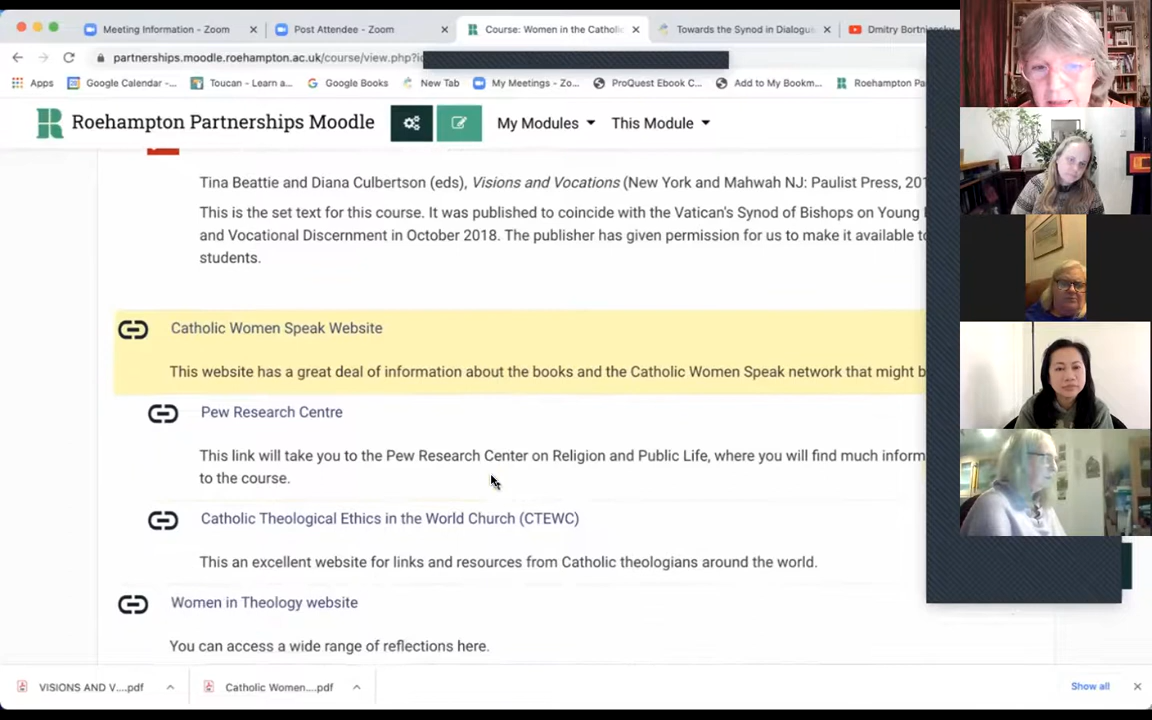 Meeting Information - Zoom
Post Attendee - Zoom
Course: Women in the Catholic
Towards the Synod in Dialogu
Dmitry Bortnians
partnerships.moodle.roehampton.ac.uk/course/view.php?i
Apps
Google Calendar -...
Toucan - Learn a...
Google Books
New Tab
My Meetings - Zo...
ProQuest Ebook C...
Add to My Bookm...
Roehampton Pa
Roehampton Partnerships Moodle
My Modules
This Module
Tina Beattie and Diana Culbertson (eds), Visions and Vocations (New York and Mahwah NJ: Paulist Press, 201
This is the set text for this course. It was published to coincide with the Vatican's Synod of Bishops on Young
and Vocational Discernment in October 2018. The publisher has given permission for us to make it available to
students.
Catholic Women Speak Website
This website has a great deal of information about the books and the Catholic Women Speak network that might b
Pew Research Centre
This link will take you to the Pew Research Center on Religion and Public Life, where you will find much inform
to the course.
Catholic Theological Ethics in the World Church (CTEWC)
This an excellent website for links and resources from Catholic theologians around the world.
Women in Theology website
You can access a wide range of reflections here.
VISIONS AND V....pdf
Catholic Women....pdf
Show all